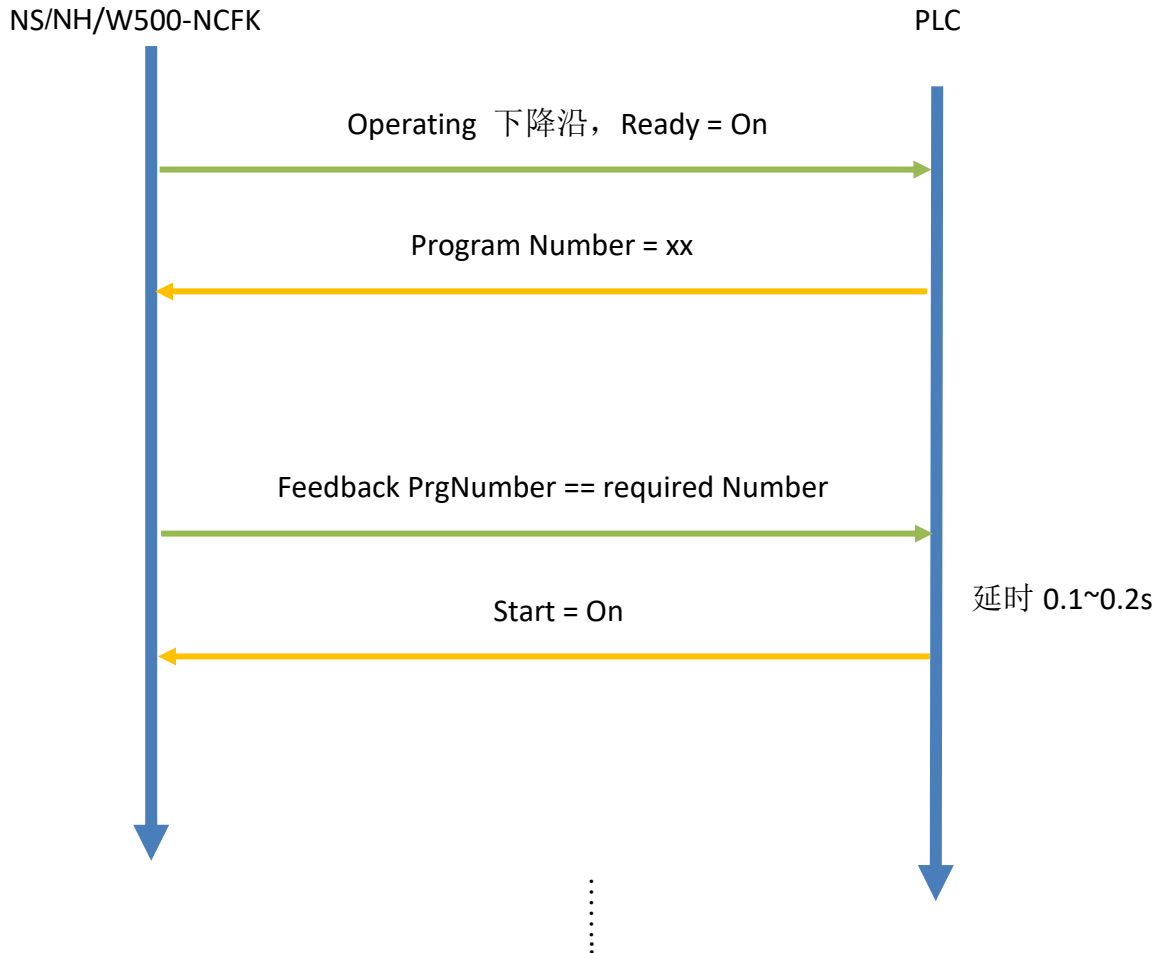 NS/NH/W500-NCFK
PLC
Operating 下降沿，Ready = On
Program Number = xx
Feedback PrgNumber == required Number
延时 0.1~0.2s
Start = On